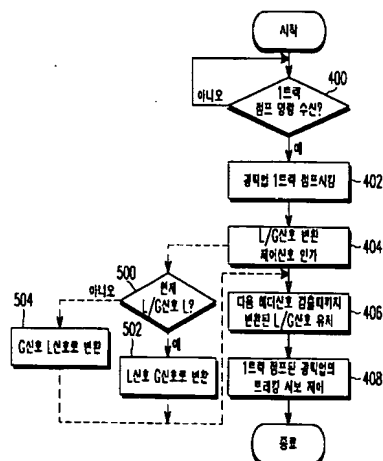 시작
400
1트랙
점프 명령 수신?
아니오
예
광픽업 1트랙 점프시킴
402
L/G신호 변환
제어신호 인가
404
500
현재
L/G신호 L?
아니오
예
504
G신호 L신호로 변환
502
L신호 G신호로 변환
다음 헤더신호 검출때까지
변환된 L/G신호 유지
406
1트랙 점프된 광픽업의
트래킹 서보 제어
408
종료